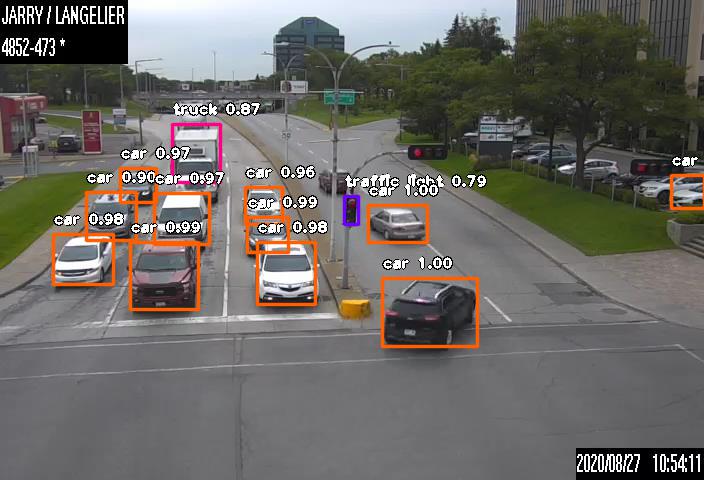 JARRY / LANGELIER
4852-473 *
truck 0.87
car 0.97
car 0.96
car 0.90
car 0.97
car
traffic light 0.79
car 1.00
car 0.99
car 0.98
car 0.99
car 0.98
car 1.00
2020/08/27 10:54:11